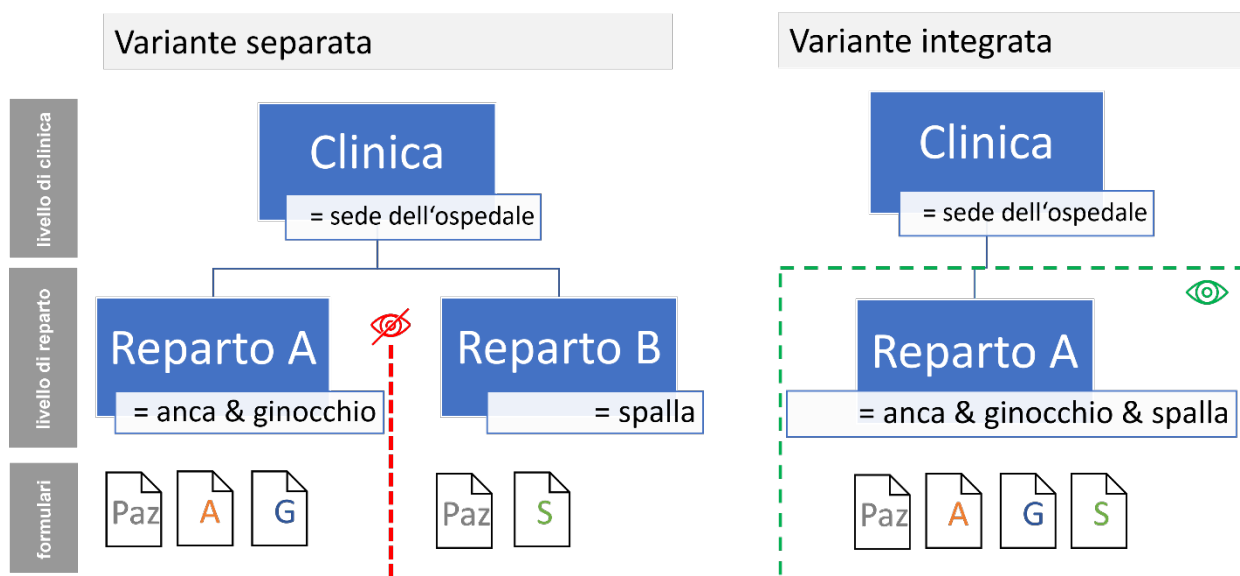 Variante separata
Variante integrata
livello di clinica
Clinica
= sede dell‘ospedale
Clinica
= sede dell‘ospedale
livello di reparto
Reparto A
= anca & ginocchio
Reparto B
= spalla
Reparto A
= anca & ginocchio & spalla
formulari
Paz
A
G
Paz
S
Paz
A
G
S